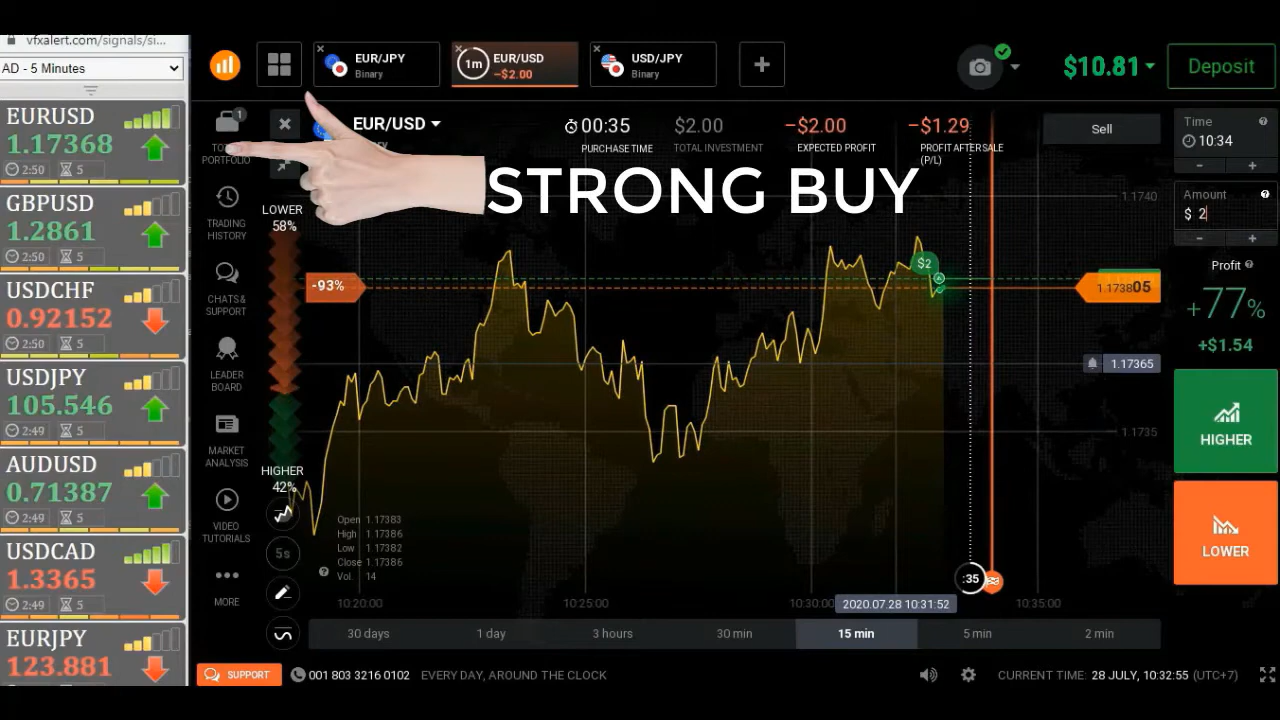 vfxalert.com/signals/si...
AD - 5 Minutes
EURUSD
1.17368
2:50 5
GBPUSD
1.2861
2:50 5
USDCHF
0.92152
2:50 5
USDJPY
105.546
2:49 5
AUDUSD
0.71387
2:49 5
USDCAD
1.3365
2:49 5
EURJPY
123.881
EUR/JPY
Binary
1m
EUR/USD
-$2.00
USD/JPY
Binary
$10.81
Deposit
1
PORTFOLIO
TRADING
HISTORY
CHATS &
SUPPORT
LEADER
BOARD
MARKET
ANALYSIS
VIDEO
TUTORIALS
MORE
EUR/USD
00:35
PURCHASE TIME
$2.00
TOTAL INVESTMENT
-$2.00
EXPECTED PROFIT
-$1.29
PROFIT AFTER SALE
(P/L)
Sell
STRONG BUY
LOWER
58%
-93%
HIGHER
42%
5s
$2
1.1740
1.173805
1.17365
1.1735
Open 1.17383
High 1.17386
Low 1.17382
Close 1.17386
Vol. 14
:35
10:20:00
10:25:00
10:30:00
2020.07.28 10:31:52
10:35:00
30 days
1 day
3 hours
30 min
15 min
5 min
2 min
Time
10:34
Amount
$ 2
Profit
+77%
+$1.54
HIGHER
LOWER
SUPPORT
001 803 3216 0102
EVERY DAY, AROUND THE CLOCK
CURRENT TIME: 28 JULY, 10:32:55 (UTC+7)